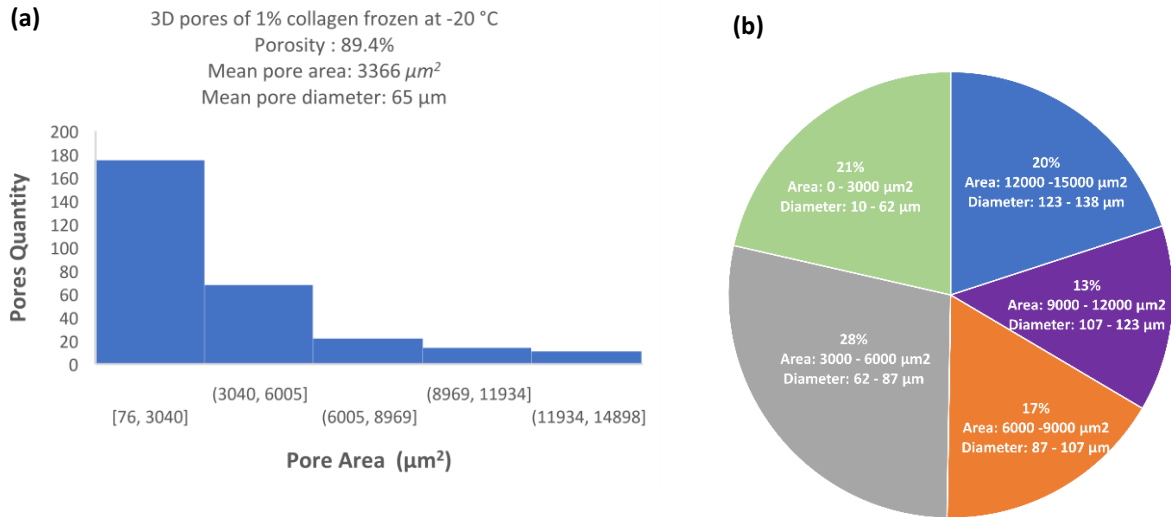 (a)
3D pores of 1% collagen frozen at -20 °C
Porosity : 89.4%
Mean pore area: 3366 μm²
Mean pore diameter: 65 μm
Pores Quantity
200
180
160
140
120
100
80
60
40
20
0
[76, 3040]
(3040, 6005]
(6005, 8969]
(8969, 11934]
(11934, 14898]
Pore Area (μm²)
(b)
20%
Area: 12000 -15000 μm2
Diameter: 123 - 138 μm
13%
Area: 9000 - 12000 μm2
Diameter: 107 - 123 μm
17%
Area: 6000 -9000 μm2
Diameter: 87 - 107 μm
28%
Area: 3000 - 6000 μm2
Diameter: 62 - 87 μm
21%
Area: 0 - 3000 μm2
Diameter: 10 - 62 μm